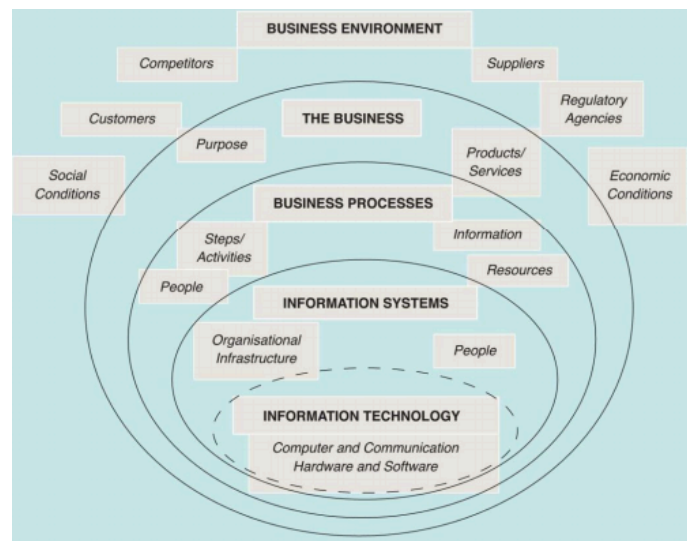 BUSINESS ENVIRONMENT
Competitors
Suppliers
Regulatory
Agencies
Customers
THE BUSINESS
Purpose
Products/
Services
Social
Conditions
Economic
Conditions
BUSINESS PROCESSES
Steps/
Activities
Information
People
Resources
INFORMATION SYSTEMS
Organisational
Infrastructure
People
INFORMATION TECHNOLOGY
Computer and Communication
Hardware and Software